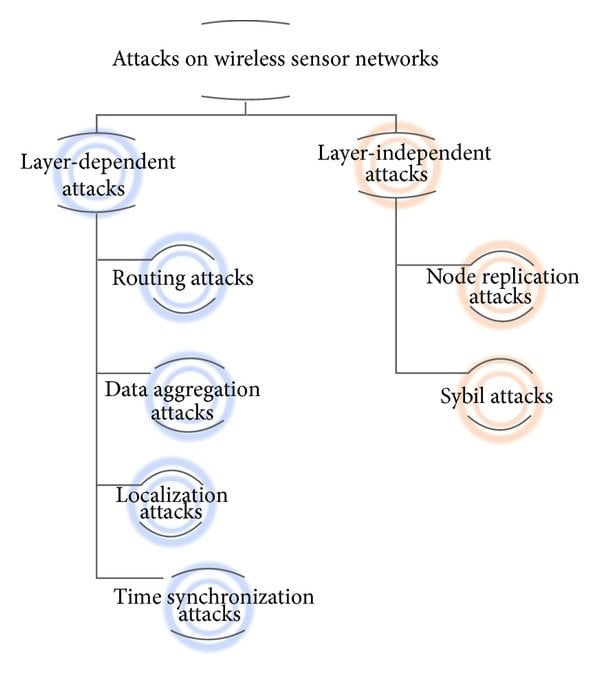 Attacks on wireless sensor networks
Layer-dependent
attacks
Routing attacks
Data aggregation
attacks
Localization
attacks
Time synchronization
attacks
Layer-independent
attacks
Node replication
attacks
Sybil attacks